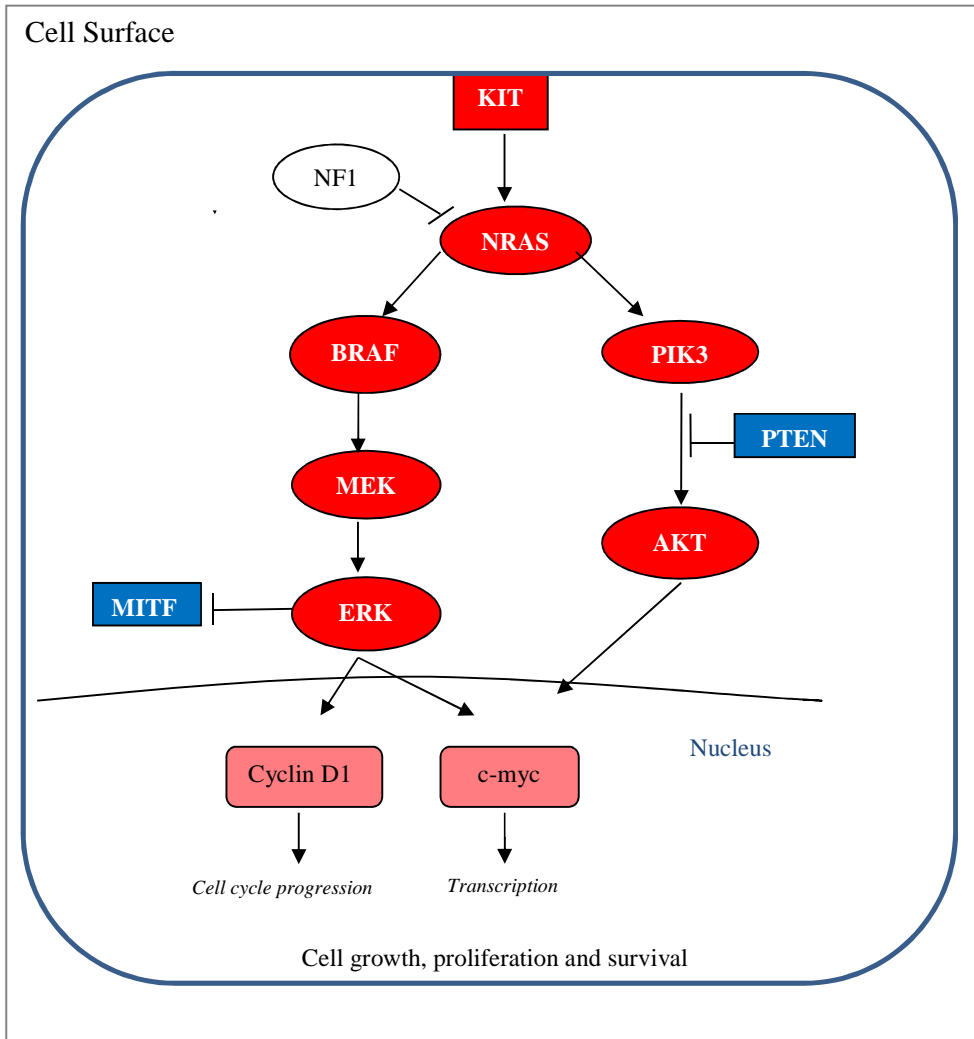 Cell Surface
KIT
NF1
NRAS
BRAF
PIK3
PTEN
MEK
AKT
MITF
ERK
Nucleus
Cyclin D1
c-myc
Cell cycle progression
Transcription
Cell growth, proliferation and survival